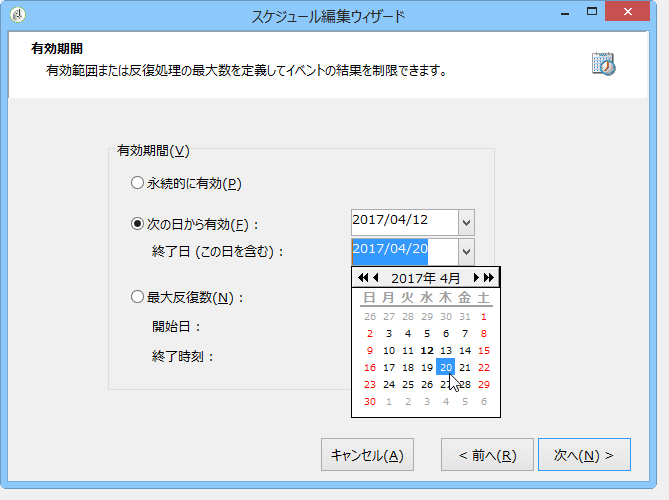 スケジュール編集ウィザード
有効期間
有効範囲または反復処理の最大数を定義してイベントの結果を制限できます。
有効期間(V)
永続的に有効(P)
次の日から有効(F) :
2017/04/12
終了日 (この日を含む) :
2017/04/20
2017年 4月
日 月 火 水 木 金 土
26 27 28 29 30 31 1
2 3 4 5 6 7 8
9 10 11 12 13 14 15
16 17 18 19 20 21 22
23 24 25 26 27 28 29
30 1 2 3 4 5 6
最大反復数(N) :
開始日 :
終了時刻 :
キャンセル(A)
< 前へ(R)
次へ(N) >